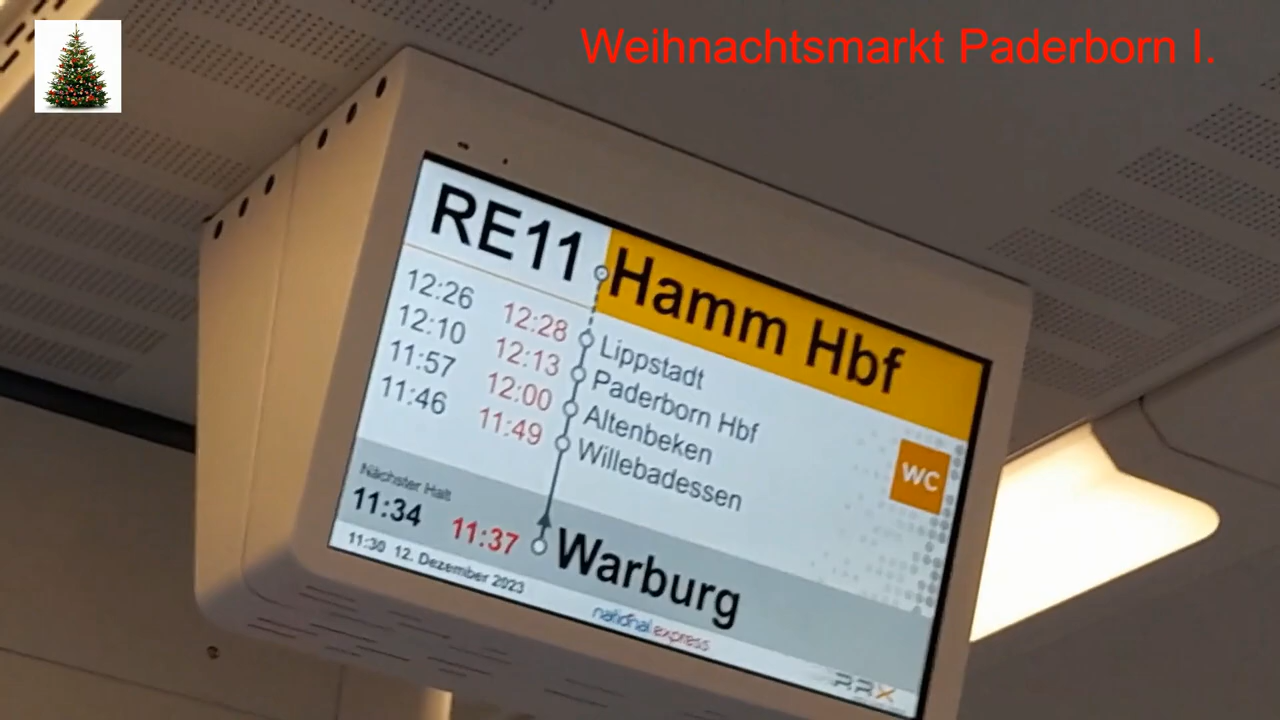 Weihnachtsmarkt Paderborn I.
RE11 Hamm Hbf
12:26 12:28 Lippstadt
12:10 12:13 Paderborn Hbf
11:57 12:00 Altenbeken
11:46 11:49 Willebadessen
WC
Nächster Halt
11:34 11:37 Warburg
11:30 12. Dezember 2023
national express
RRX